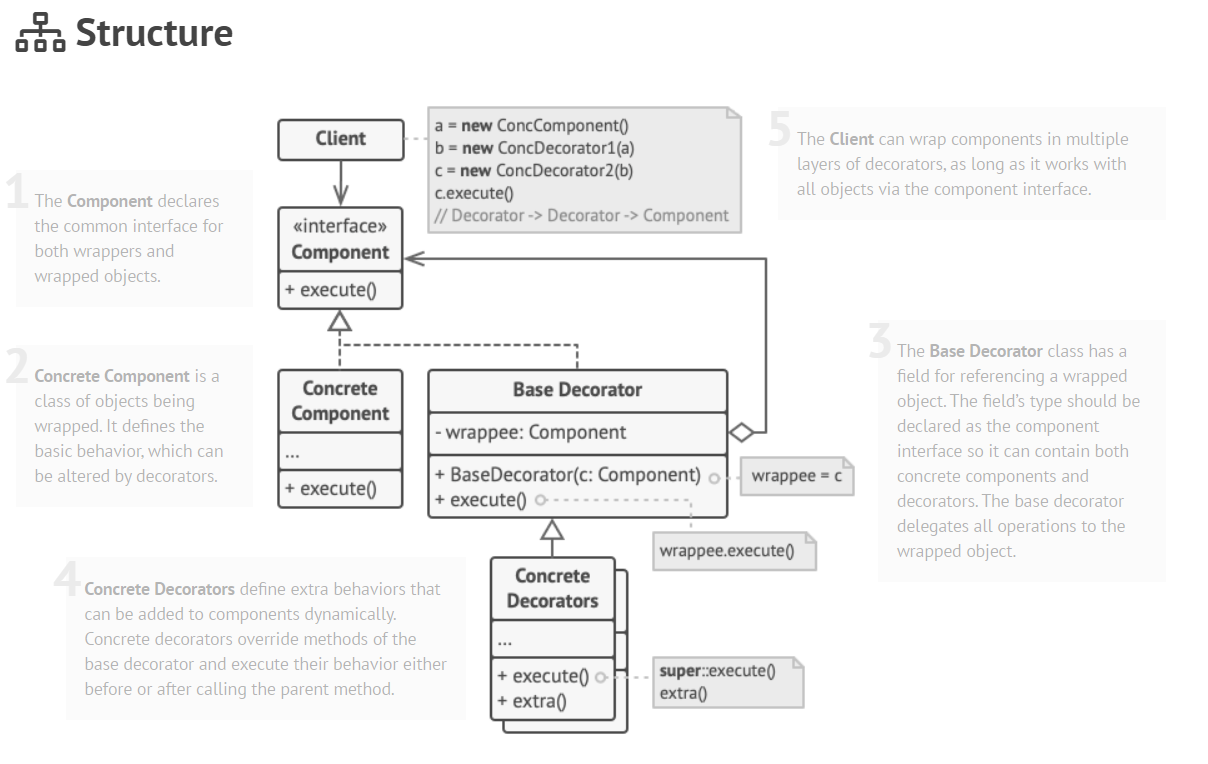 Structure
Client
a = new ConcComponent()
b = new ConcDecorator1(a)
c = new ConcDecorator2(b)
c.execute()
// Decorator -> Decorator -> Component
5
The Client can wrap components in multiple
layers of decorators, as long as it works with
all objects via the component interface.
1
The Component declares
the common interface for
both wrappers and
wrapped objects.
«interface»
Component
+ execute()
2
Concrete Component is a
class of objects being
wrapped. It defines the
basic behavior, which can
be altered by decorators.
Concrete
Component
...
+ execute()
Base Decorator
- wrappee: Component
+ BaseDecorator(c: Component)
+ execute()
wrappee = c
wrappee.execute()
3
The Base Decorator class has a
field for referencing a wrapped
object. The field's type should be
declared as the component
interface so it can contain both
concrete components and
decorators. The base decorator
delegates all operations to the
wrapped object.
4
Concrete Decorators define extra behaviors that
can be added to components dynamically.
Concrete decorators override methods of the
base decorator and execute their behavior either
before or after calling the parent method.
Concrete
Decorators
...
+ execute()
+ extra()
super::execute()
extra()